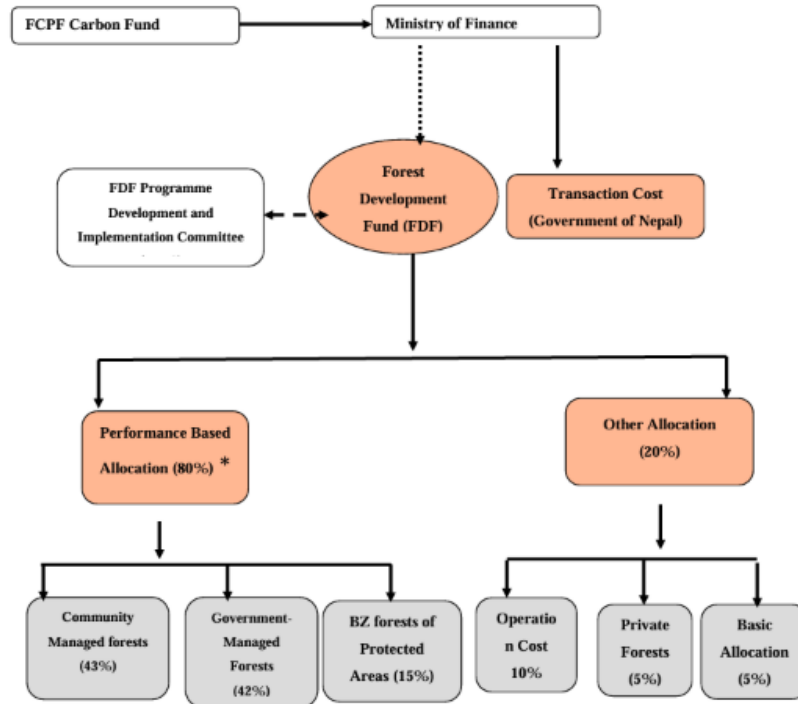 FCPF Carbon Fund
Ministry of Finance
Forest
Development
Fund (FDF)
FDF Programme
Development and
Implementation Committee
Transaction Cost
(Government of Nepal)
Performance Based
Allocation (80%) *
Other Allocation
(20%)
Community
Managed forests
(43%)
Government-
Managed
Forests
(42%)
BZ forests of
Protected
Areas (15%)
Operatio
n Cost
10%
Private
Forests
(5%)
Basic
Allocation
(5%)